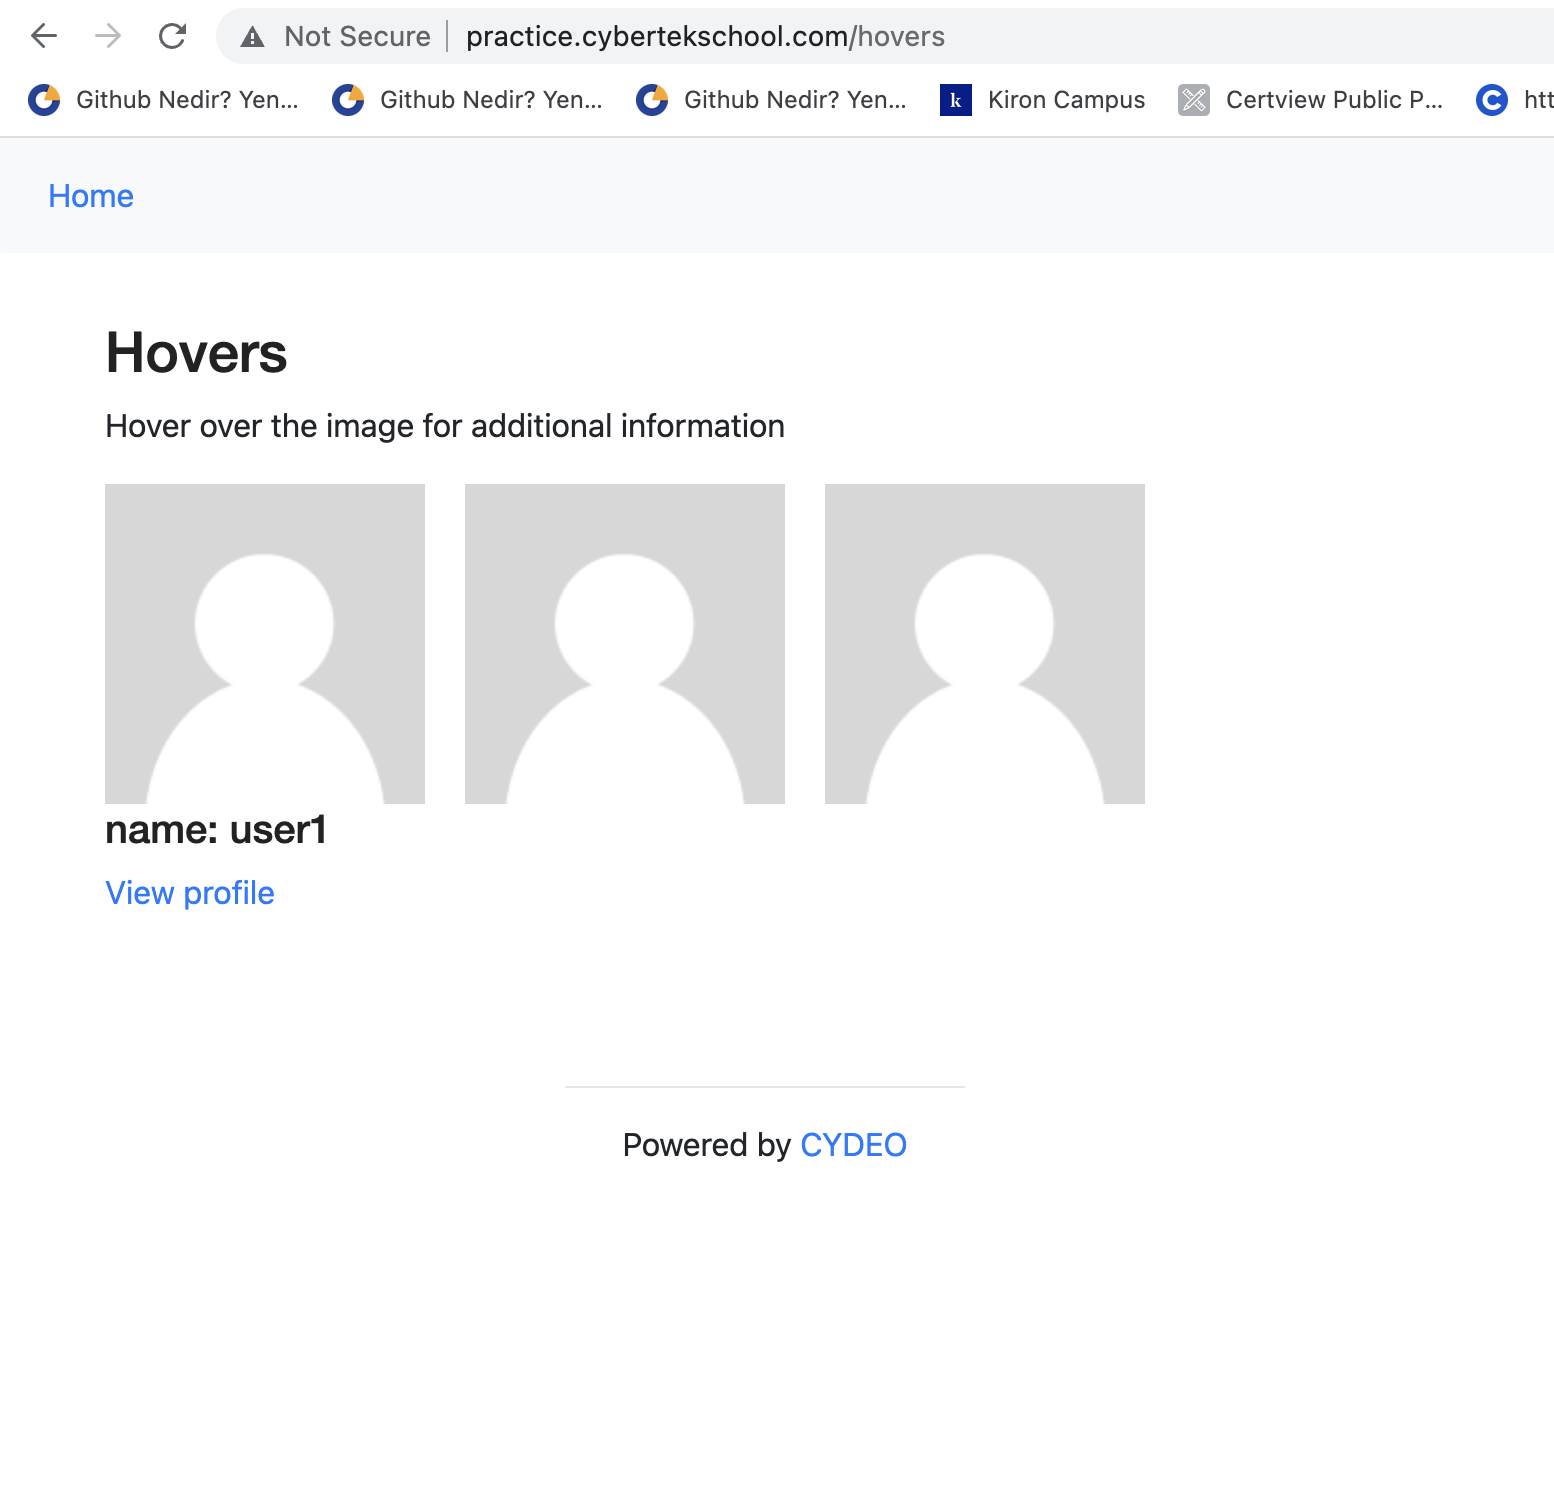 Not Secure practice.cybertekschool.com/hovers
Github Nedir? Yen... Github Nedir? Yen... Github Nedir? Yen... k Kiron Campus Certview Public P... C htt
Home
Hovers
Hover over the image for additional information
name: user1
View profile
Powered by CYDEO